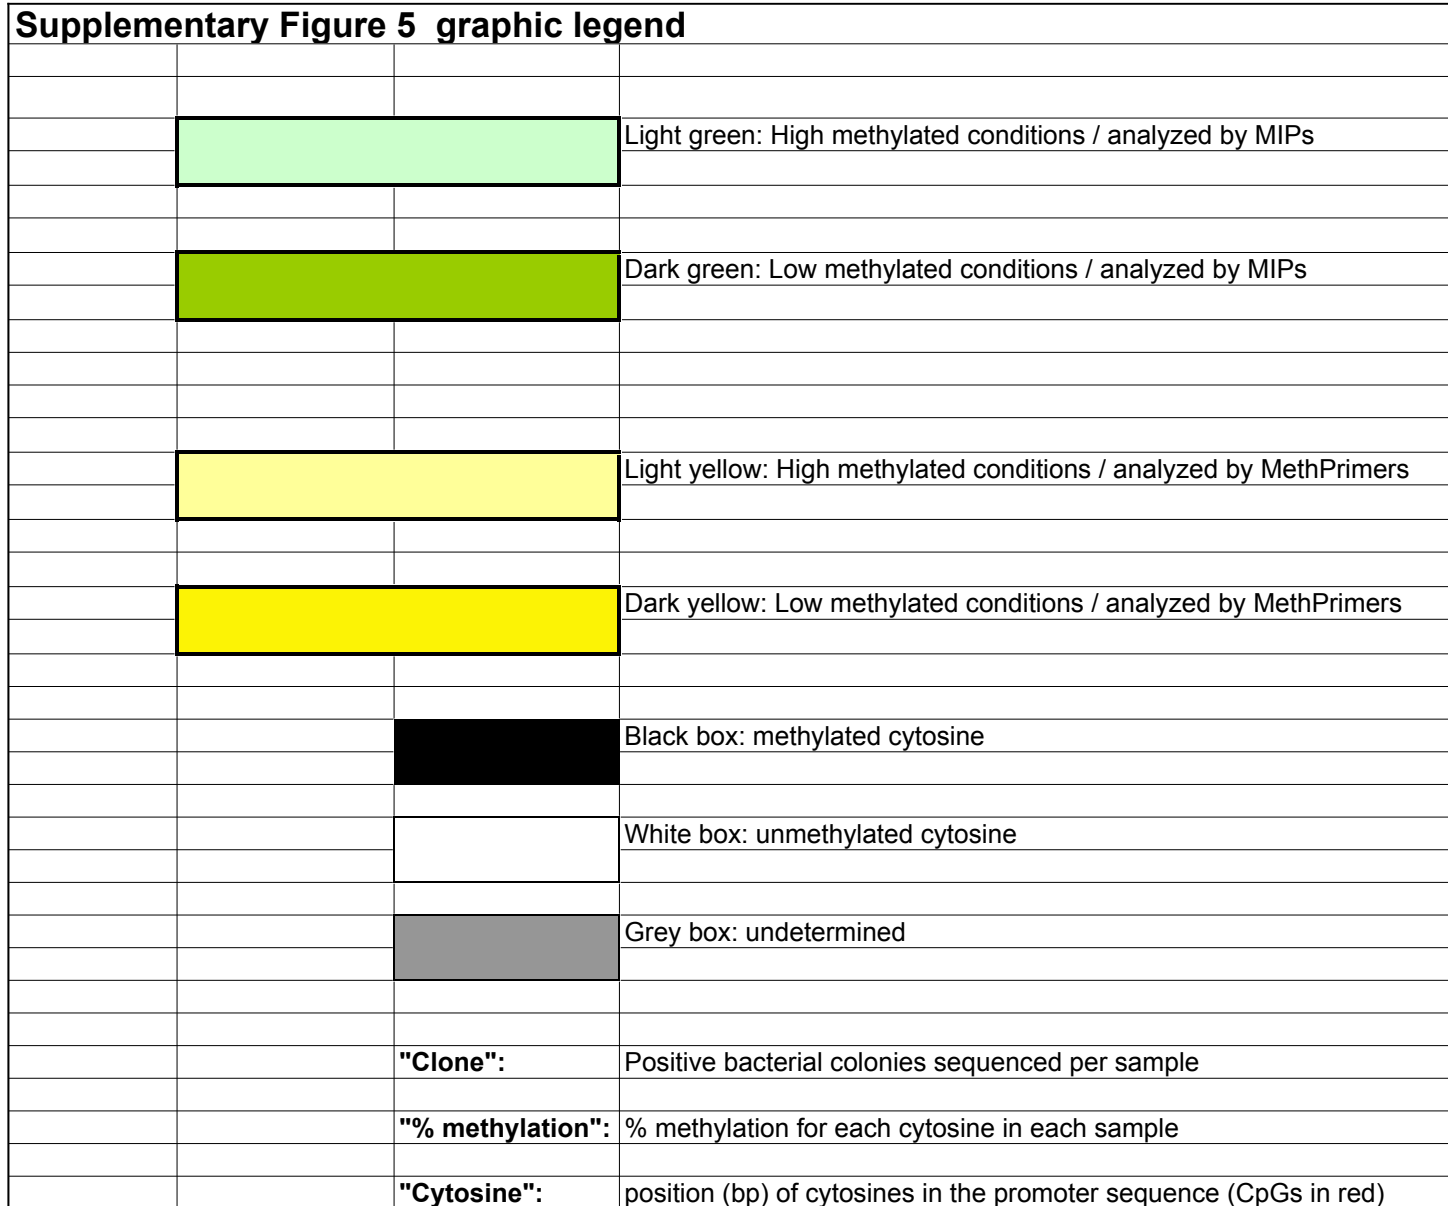 Supplementary Figure 5  graphic legend
Light green: High methylated conditions / analyzed by MIPs
Dark green: Low methylated conditions / analyzed by MIPs
Light yellow: High methylated conditions / analyzed by MethPrimers
Dark yellow: Low methylated conditions / analyzed by MethPrimers
Black box: methylated cytosine
White box: unmethylated cytosine
Grey box: undetermined
"Clone": Positive bacterial colonies sequenced per sample
"% methylation": % methylation for each cytosine in each sample
"Cytosine": position (bp) of cytosines in the promoter sequence (CpGs in red)